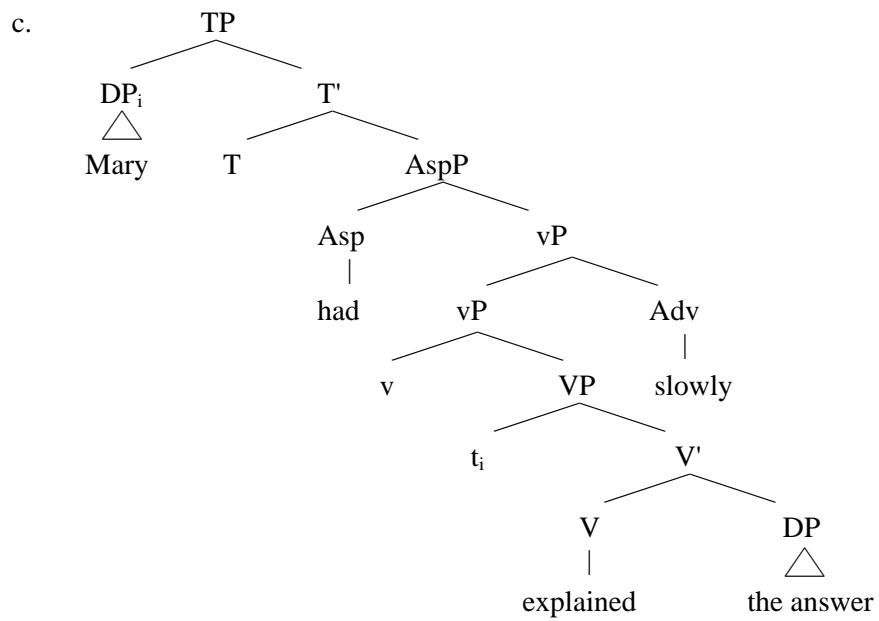 c. TP
DPᵢ T'
Mary T AspP
Asp vP
had vP Adv
v VP slowly
tᵢ V'
V DP
explained the answer